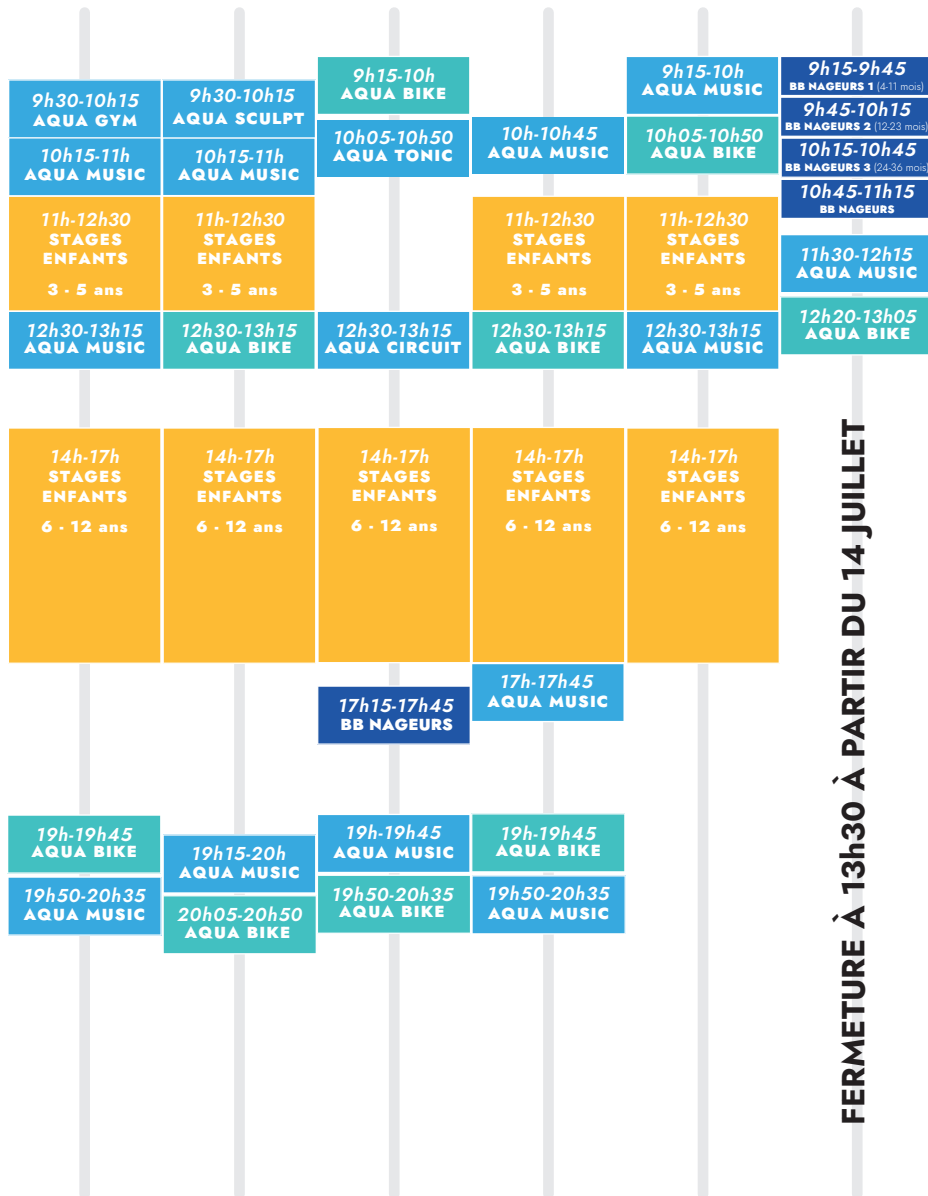 9h30-10h15
AQUA GYM
10h15-11h
AQUA MUSIC
11h-12h30
STAGES
ENFANTS
3 - 5 ans
12h30-13h15
AQUA MUSIC
14h-17h
STAGES
ENFANTS
6 - 12 ans
19h-19h45
AQUA BIKE
19h50-20h35
AQUA MUSIC
9h30-10h15
AQUA SCULPT
10h15-11h
AQUA MUSIC
11h-12h30
STAGES
ENFANTS
3 - 5 ans
12h30-13h15
AQUA BIKE
14h-17h
STAGES
ENFANTS
6 - 12 ans
19h15-20h
AQUA MUSIC
20h05-20h50
AQUA BIKE
9h15-10h
AQUA BIKE
10h05-10h50
AQUA TONIC
12h30-13h15
AQUA CIRCUIT
14h-17h
STAGES
ENFANTS
6 - 12 ans
17h15-17h45
BB NAGEURS
19h-19h45
AQUA MUSIC
19h50-20h35
AQUA BIKE
10h-10h45
AQUA MUSIC
11h-12h30
STAGES
ENFANTS
3 - 5 ans
12h30-13h15
AQUA BIKE
14h-17h
STAGES
ENFANTS
6 - 12 ans
17h-17h45
AQUA MUSIC
19h-19h45
AQUA BIKE
19h50-20h35
AQUA MUSIC
9h15-10h
AQUA MUSIC
10h05-10h50
AQUA BIKE
11h-12h30
STAGES
ENFANTS
3 - 5 ans
12h30-13h15
AQUA MUSIC
14h-17h
STAGES
ENFANTS
6 - 12 ans
9h15-9h45
BB NAGEURS 1 (4-11 mois)
9h45-10h15
BB NAGEURS 2 (12-23 mois)
10h15-10h45
BB NAGEURS 3 (24-36 mois)
10h45-11h15
BB NAGEURS
11h30-12h15
AQUA MUSIC
12h20-13h05
AQUA BIKE
FERMETURE À 13h30 À PARTIR DU 14 JUILLET